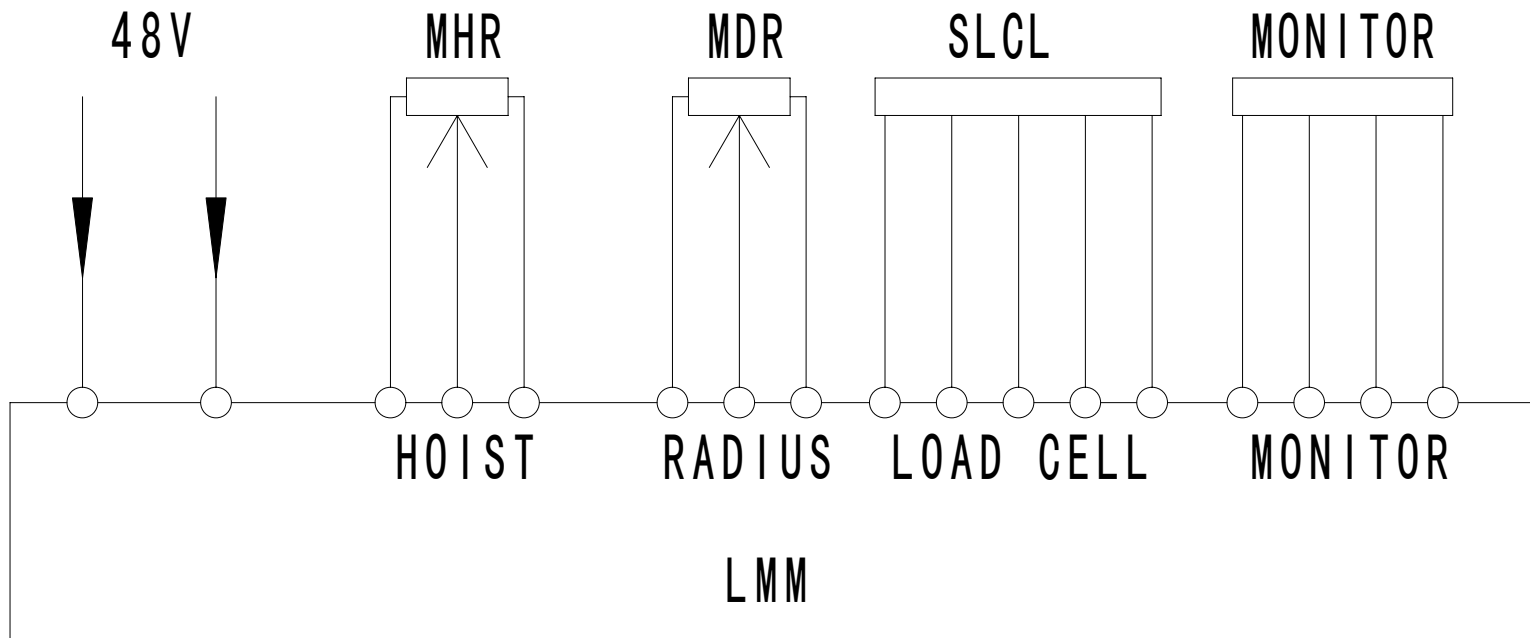 48V MHR MDR SLCL MONITOR
HOIST RADIUS LOAD CELL MONITOR
LMM